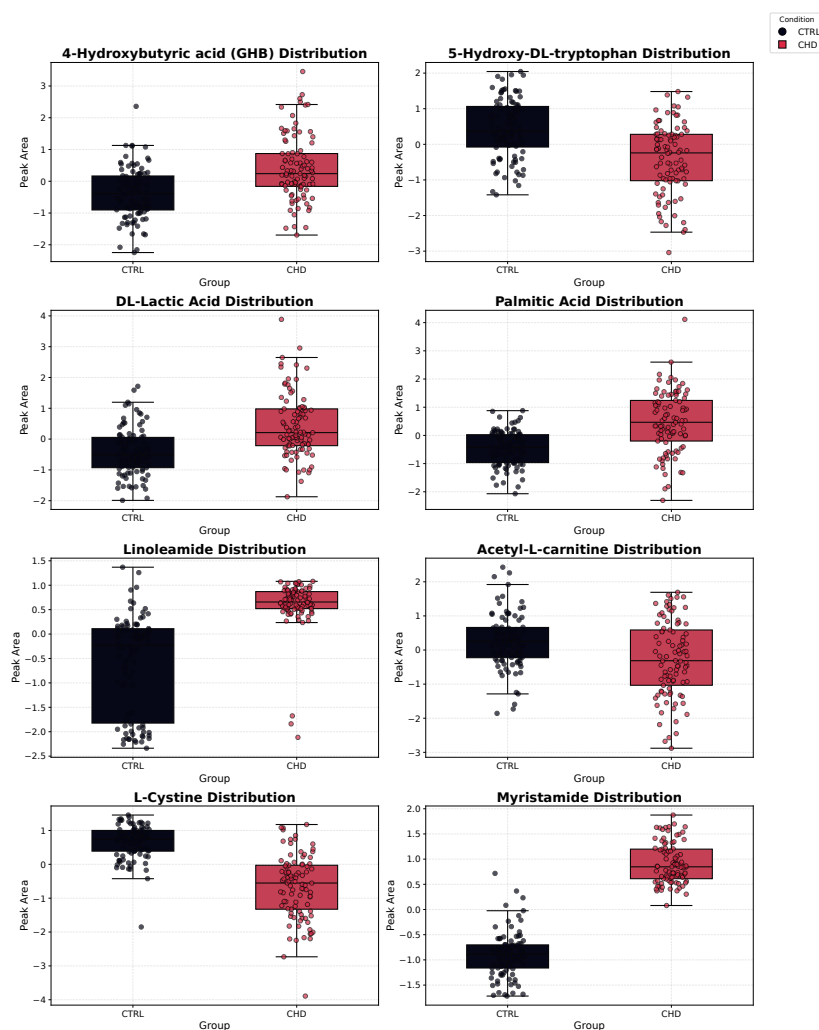 Condition
CTRL
CHD
4-Hydroxybutyric acid (GHB) Distribution
Peak Area
3
2
1
0
−1
−2
CTRL
CHD
Group
5-Hydroxy-DL-tryptophan Distribution
Peak Area
2
1
0
−1
−2
−3
CTRL
CHD
Group
DL-Lactic Acid Distribution
Peak Area
4
3
2
1
0
−1
−2
CTRL
CHD
Group
Palmitic Acid Distribution
Peak Area
4
3
2
1
0
−1
−2
CTRL
CHD
Group
Linoleamide Distribution
Peak Area
1.5
1.0
0.5
0.0
−0.5
−1.0
−1.5
−2.0
−2.5
CTRL
CHD
Group
Acetyl-L-carnitine Distribution
Peak Area
2
1
0
−1
−2
−3
CTRL
CHD
Group
L-Cystine Distribution
Peak Area
1
0
−1
−2
−3
−4
CTRL
CHD
Group
Myristamide Distribution
Peak Area
2.0
1.5
1.0
0.5
0.0
−0.5
−1.0
−1.5
CTRL
CHD
Group